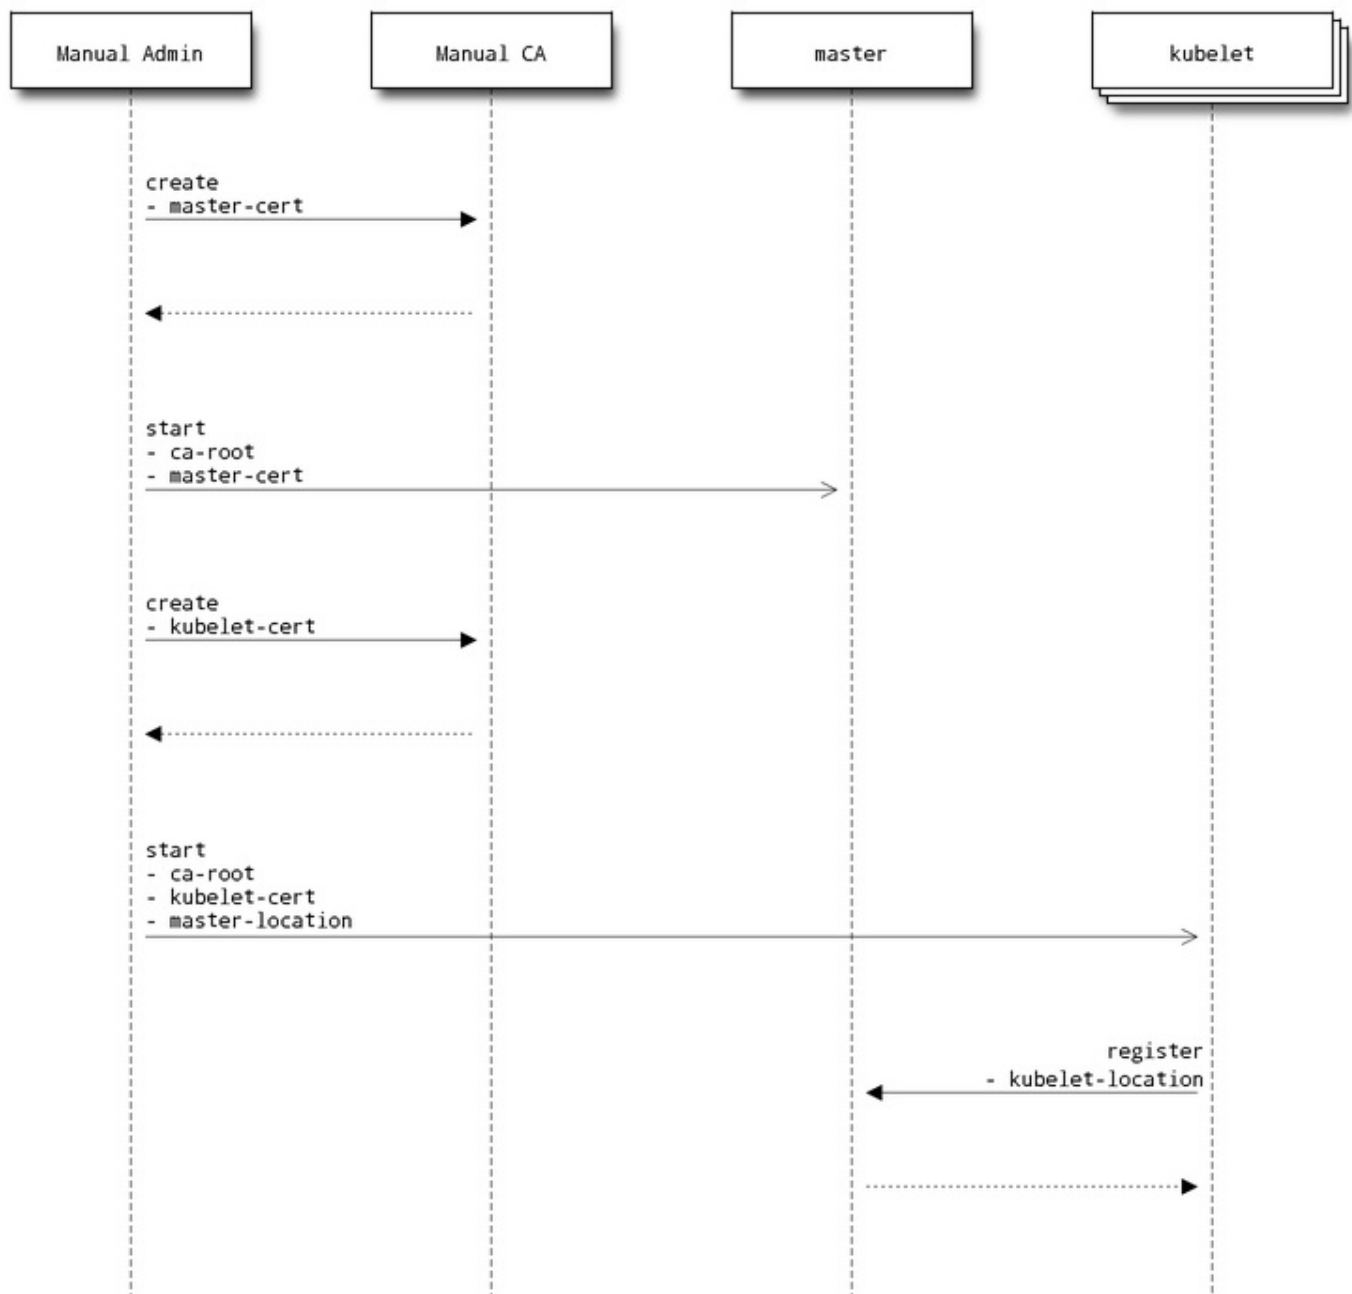 Manual Admin
Manual CA
master
kubelet
create
- master-cert
start
- ca-root
- master-cert
create
- kubelet-cert
start
- ca-root
- kubelet-cert
- master-location
register
- kubelet-location